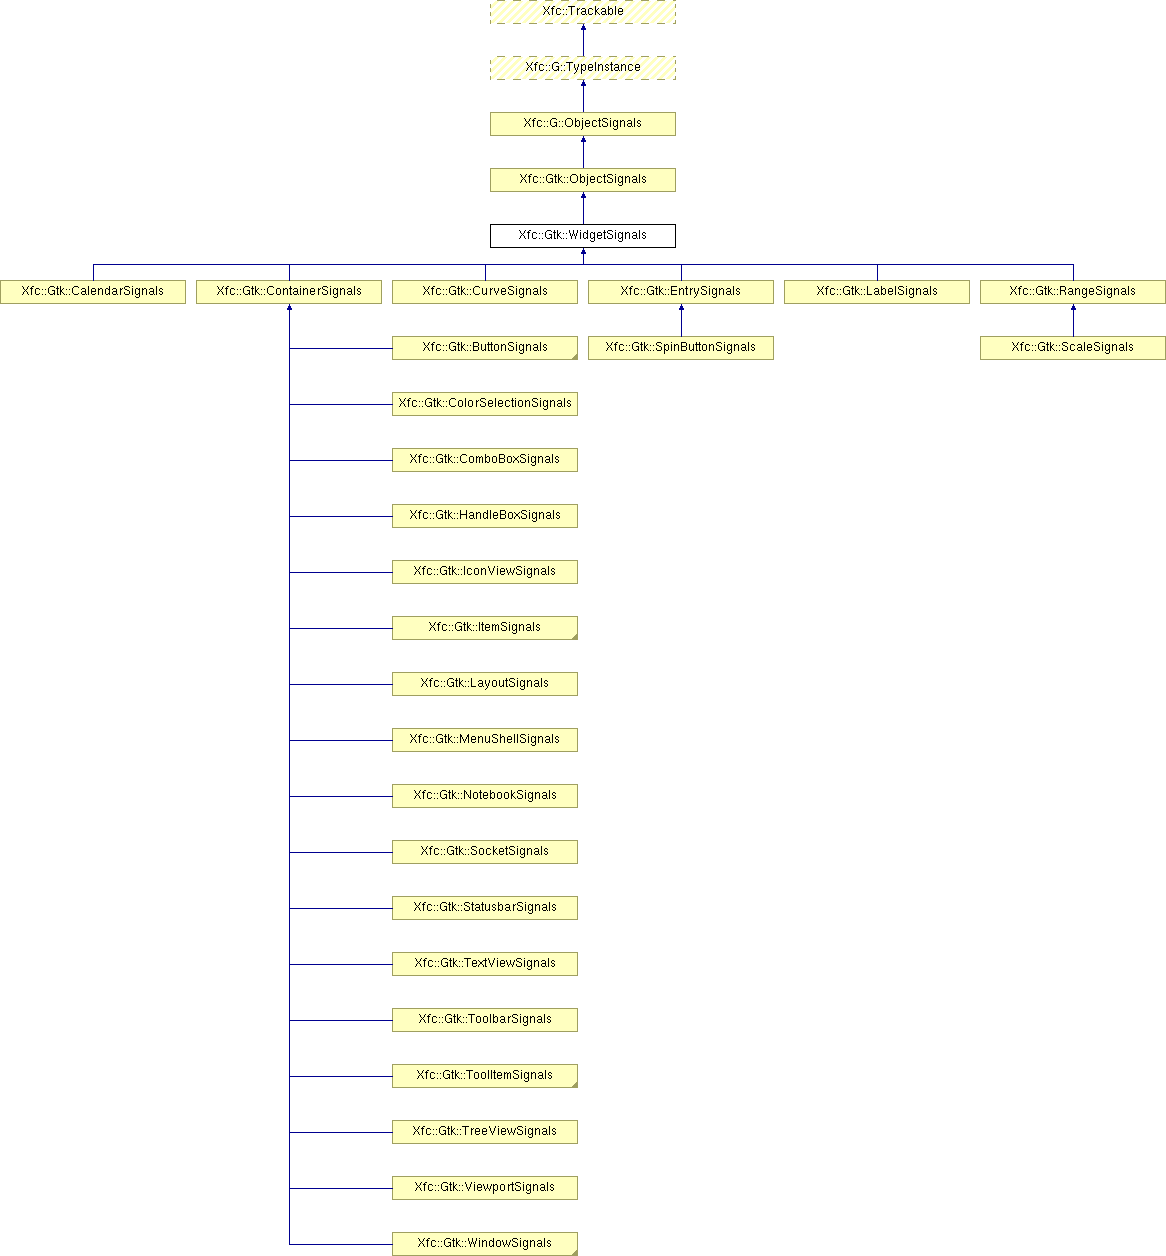 Xfc::Trackable
Xfc::G::TypeInstance
Xfc::G::ObjectSignals
Xfc::Gtk::ObjectSignals
Xfc::Gtk::WidgetSignals
Xfc::Gtk::CalendarSignals
Xfc::Gtk::ContainerSignals
Xfc::Gtk::CurveSignals
Xfc::Gtk::EntrySignals
Xfc::Gtk::LabelSignals
Xfc::Gtk::RangeSignals
Xfc::Gtk::ButtonSignals
Xfc::Gtk::SpinButtonSignals
Xfc::Gtk::ScaleSignals
Xfc::Gtk::ColorSelectionSignals
Xfc::Gtk::ComboBoxSignals
Xfc::Gtk::HandleBoxSignals
Xfc::Gtk::IconViewSignals
Xfc::Gtk::ItemSignals
Xfc::Gtk::LayoutSignals
Xfc::Gtk::MenuShellSignals
Xfc::Gtk::NotebookSignals
Xfc::Gtk::SocketSignals
Xfc::Gtk::StatusbarSignals
Xfc::Gtk::TextViewSignals
Xfc::Gtk::ToolbarSignals
Xfc::Gtk::ToolItemSignals
Xfc::Gtk::TreeViewSignals
Xfc::Gtk::ViewportSignals
Xfc::Gtk::WindowSignals